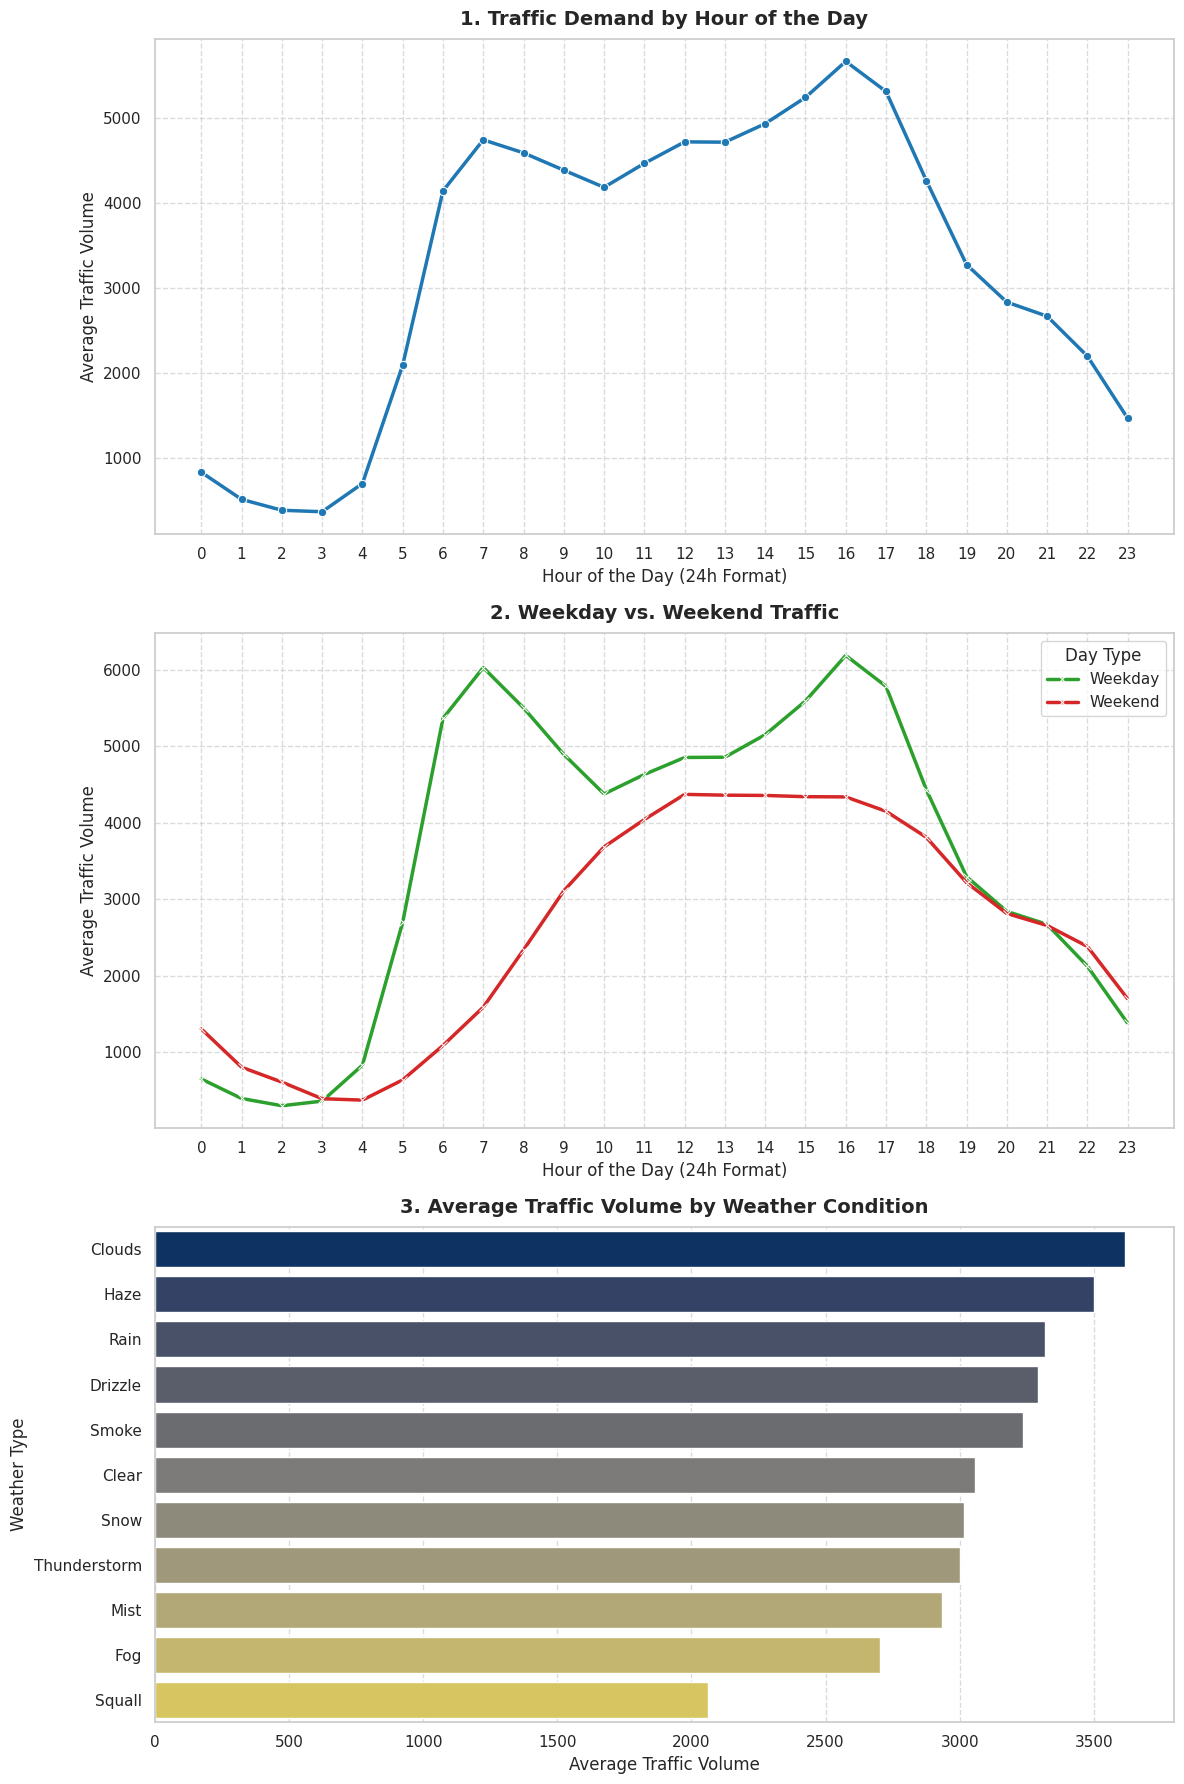 1. Traffic Demand by Hour of the Day
Average Traffic Volume
5000
4000
3000
2000
1000
0 1 2 3 4 5 6 7 8 9 10 11 12 13 14 15 16 17 18 19 20 21 22 23
Hour of the Day (24h Format)
2. Weekday vs. Weekend Traffic
Average Traffic Volume
6000
5000
4000
3000
2000
1000
Day Type
Weekday
Weekend
0 1 2 3 4 5 6 7 8 9 10 11 12 13 14 15 16 17 18 19 20 21 22 23
Hour of the Day (24h Format)
3. Average Traffic Volume by Weather Condition
Weather Type
Clouds
Haze
Rain
Drizzle
Smoke
Clear
Snow
Thunderstorm
Mist
Fog
Squall
0 500 1000 1500 2000 2500 3000 3500
Average Traffic Volume